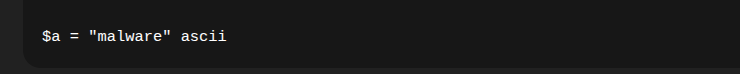 $a = "malware" ascii